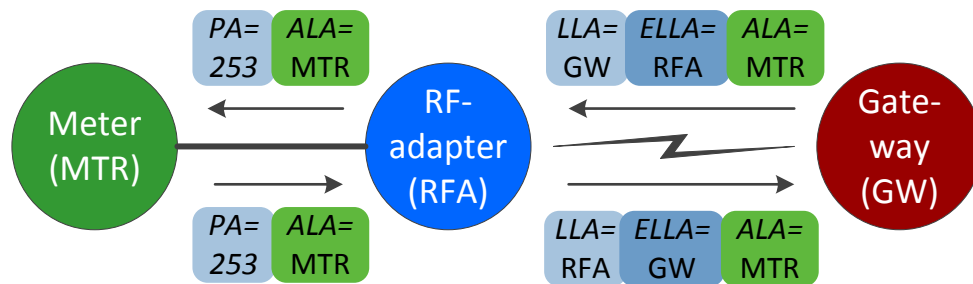 PA= ALA=
253 MTR
LLA= ELLA= ALA=
GW RFA MTR
Meter
(MTR)
RF-
adapter
(RFA)
Gate-
way
(GW)
PA= ALA=
253 MTR
LLA= ELLA= ALA=
RFA GW MTR